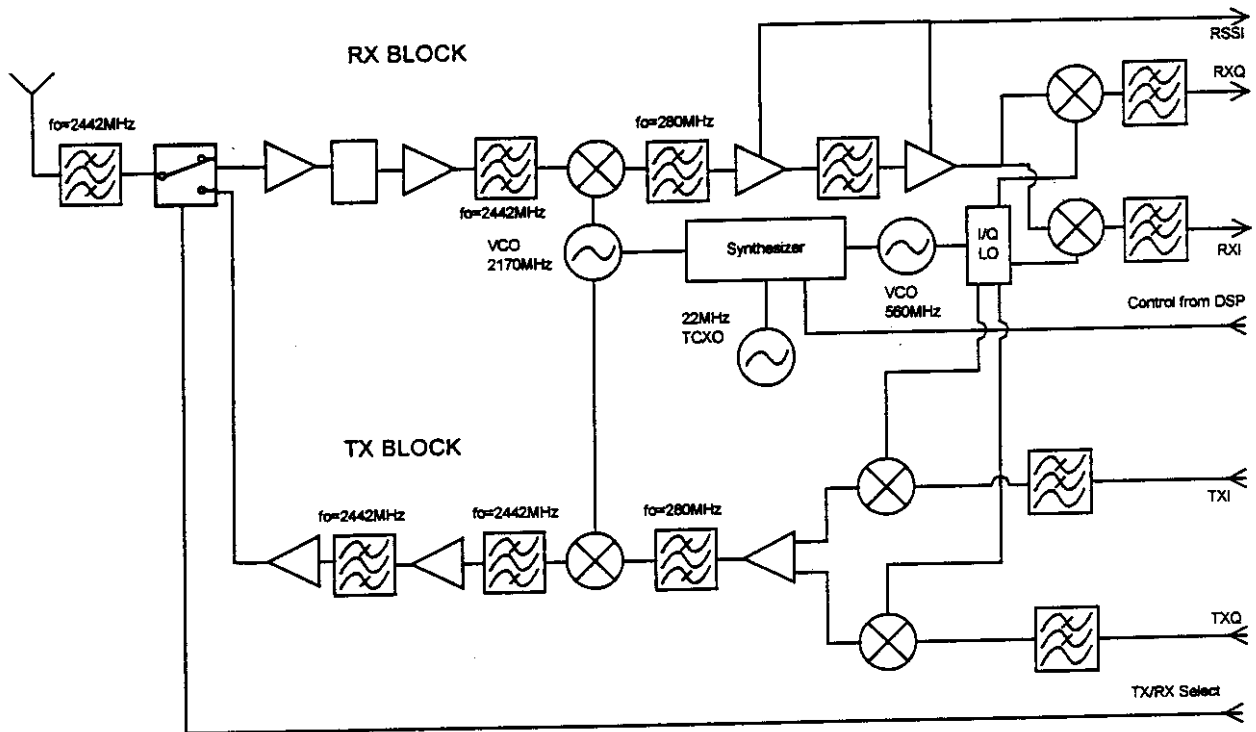 RX BLOCK
RSSI
RXQ
fo=2442MHz
fo=280MHz
fo=2442MHz
VCO
2170MHz
Synthesizer
I/Q
LO
RXI
VCO
560MHz
22MHz
TCXO
Control from DSP
TX BLOCK
TXI
fo=2442MHz
fo=2442MHz
fo=280MHz
TXQ
TX/RX Select